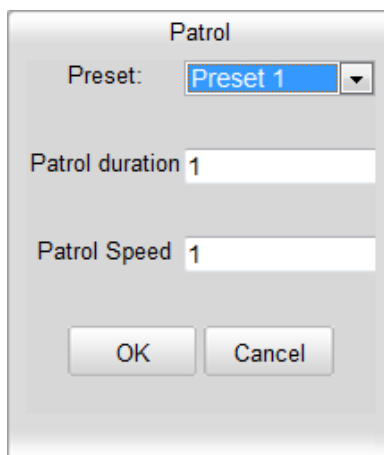 Patrol
Preset: Preset 1
Patrol duration 1
Patrol Speed 1
OK Cancel